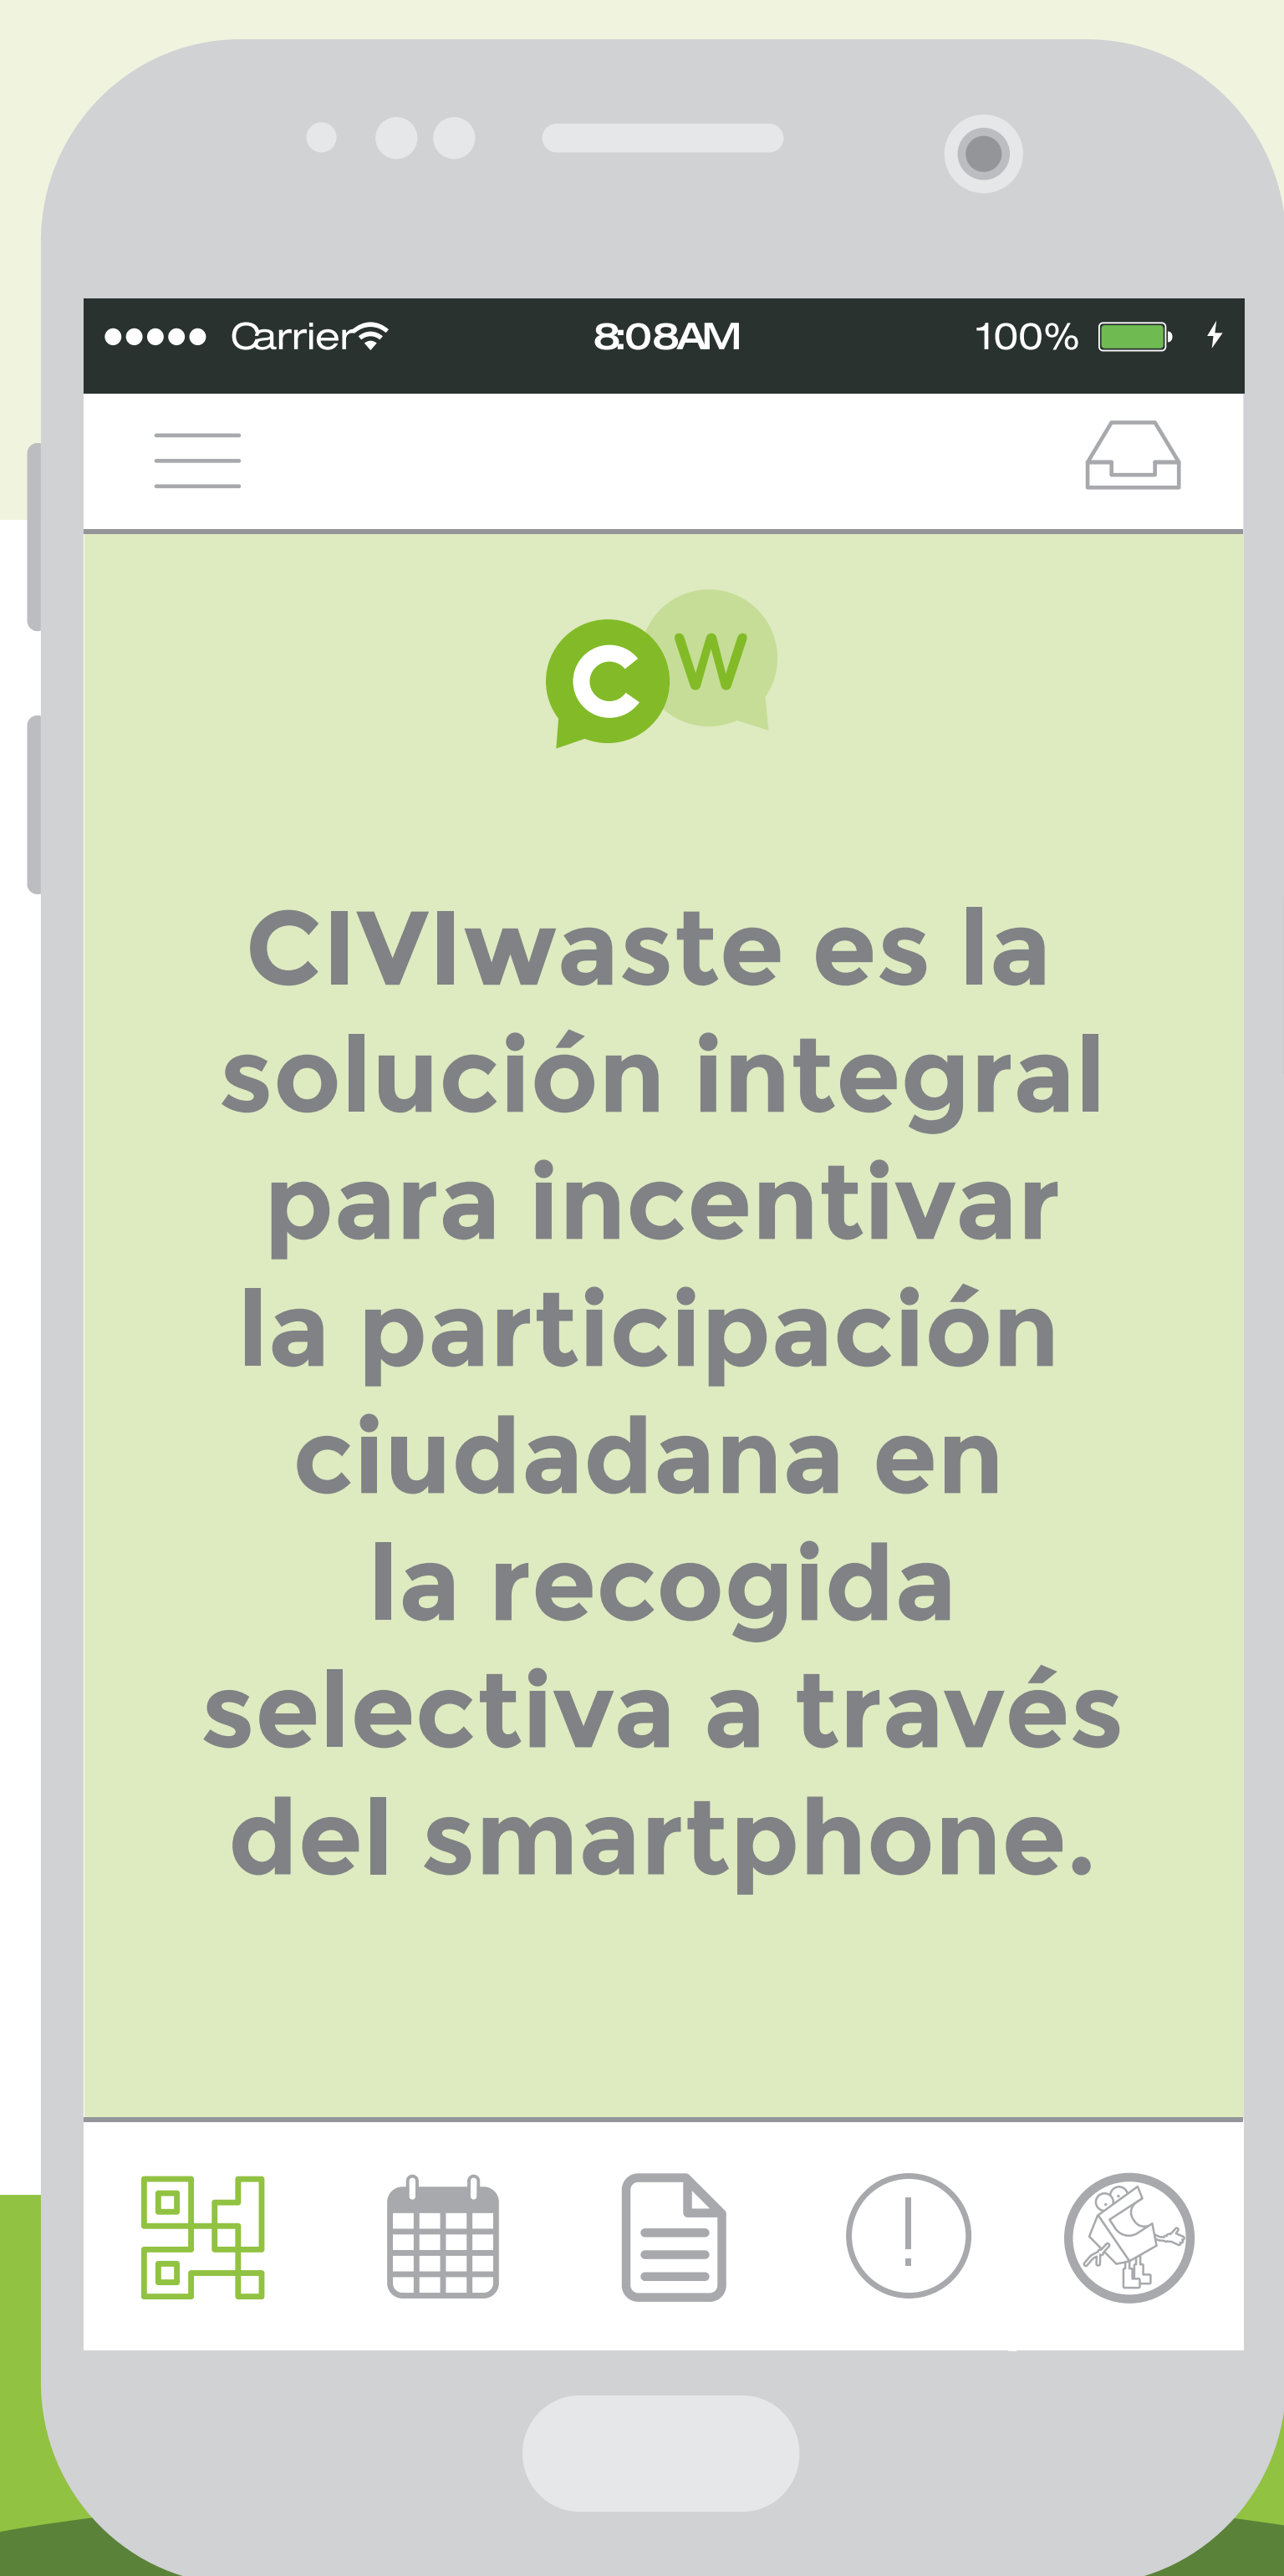 Carrier 8:08AM 100%
C W
CIVIwaste es la
solución integral
para incentivar
la participación
ciudadana en
la recogida
selectiva a través
del smartphone.